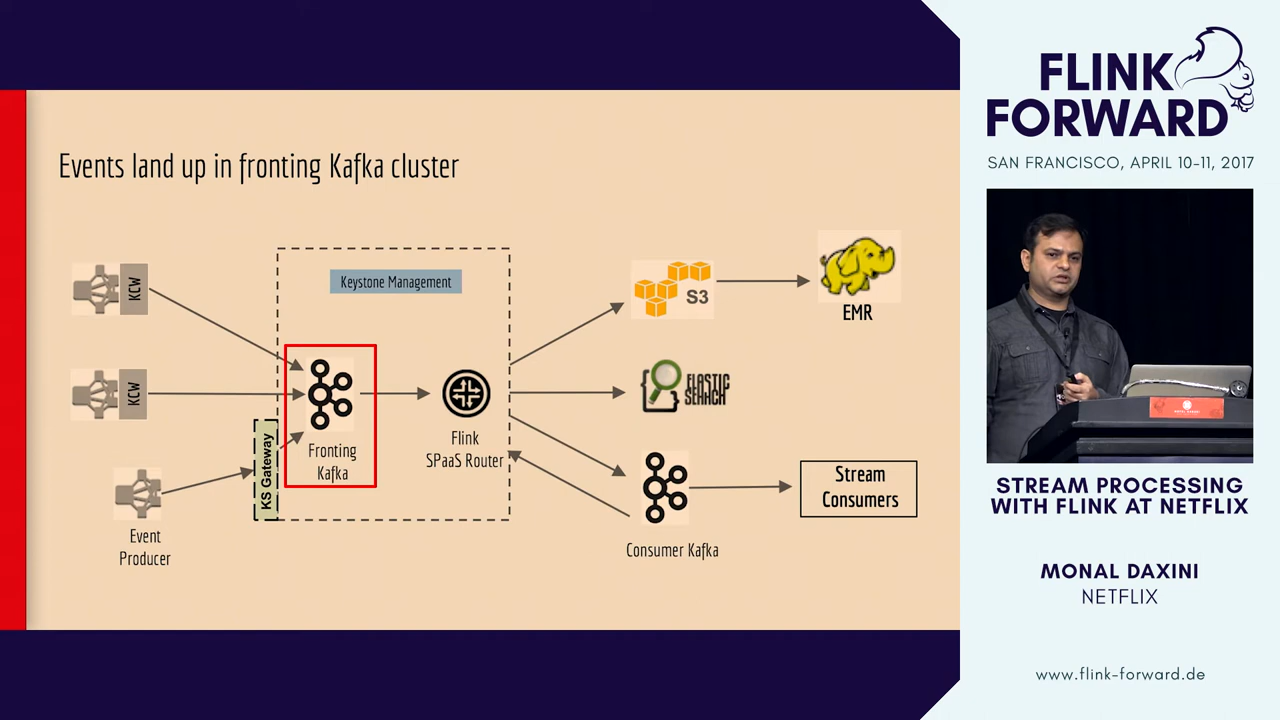 Events land up in fronting Kafka cluster
Keystone Management
KCW
KCW
KS Gateway
Event
Producer
Fronting
Kafka
Flink
SPaaS Router
S3
EMR
ELASTIC
SEARCH
Consumer Kafka
Stream
Consumers
FLINK
FORWARD
SAN FRANCISCO, APRIL 10-11, 2017
STREAM PROCESSING
WITH FLINK AT NETFLIX
MONAL DAXINI
NETFLIX
www.flink-forward.de